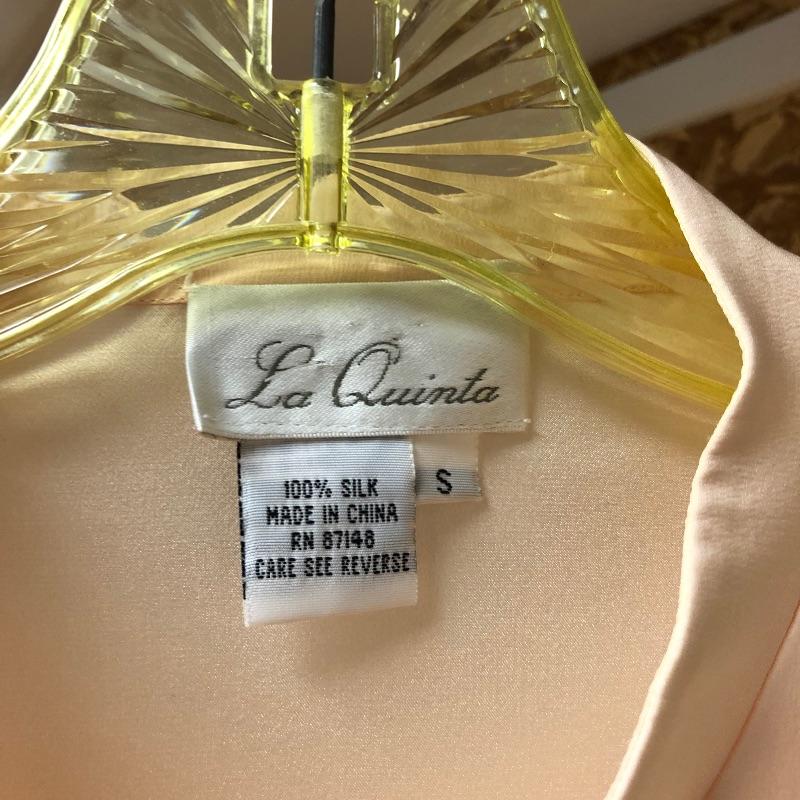 La Quinta
S
100% SILK
MADE IN CHINA
RN 87148
CARE SEE REVERSE